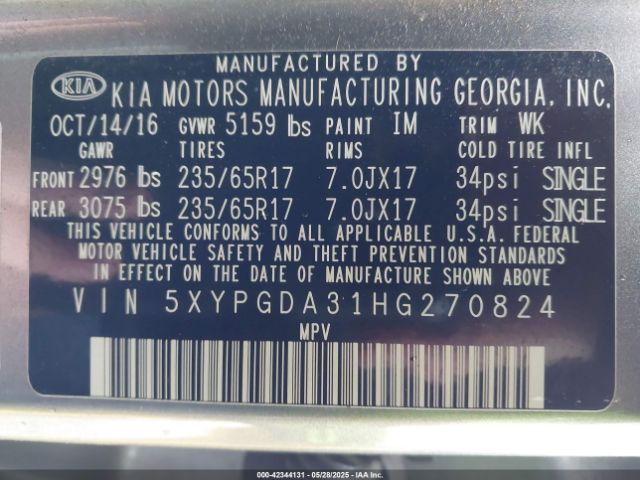 MANUFACTURED BY
KIA KIA MOTORS MANUFACTURING GEORGIA, INC.
OCT/14/16 GVWR 5159 lbs PAINT IM TRIM WK
GAWR TIRES RIMS COLD TIRE INFL
FRONT 2976 lbs 235/65R17 7.0JX17 34psi SINGLE
REAR 3075 lbs 235/65R17 7.0JX17 34psi SINGLE
THIS VEHICLE CONFORMS TO ALL APPLICABLE U.S.A. FEDERAL
MOTOR VEHICLE SAFETY AND THEFT PREVENTION STANDARDS
IN EFFECT ON THE DATE OF MANUFACTURE SHOWN ABOVE
VIN 5XYPGDA31HG270824
MPV
000-42344131 — 05/28/2025 — IAA Inc.